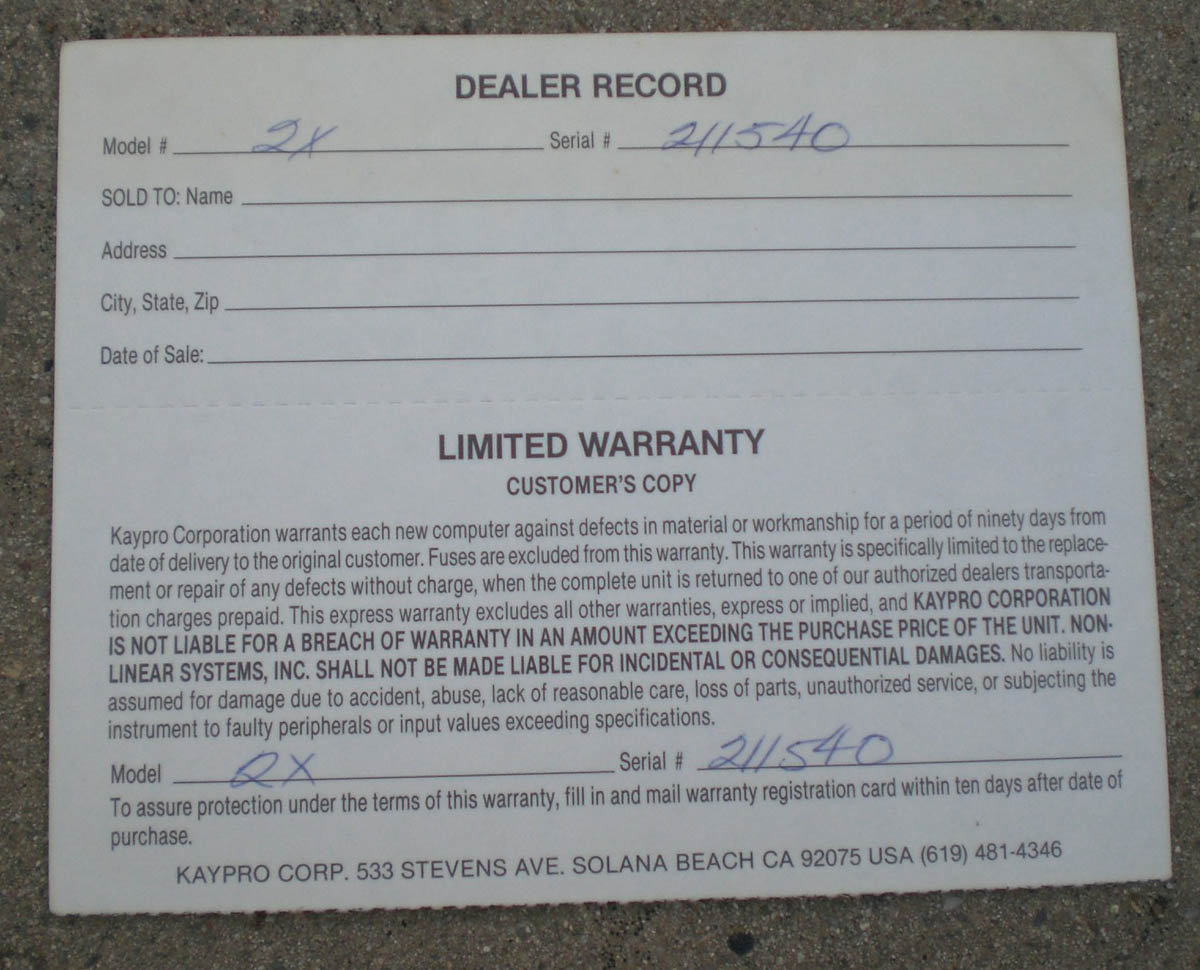 DEALER RECORD
Model # 2X Serial # 211540
SOLD TO: Name
Address
City, State, Zip
Date of Sale:
LIMITED WARRANTY
CUSTOMER'S COPY
Kaypro Corporation warrants each new computer against defects in material or workmanship for a period of ninety days from
date of delivery to the original customer. Fuses are excluded from this warranty. This warranty is specifically limited to the replace-
ment or repair of any defects without charge, when the complete unit is returned to one of our authorized dealers transporta-
tion charges prepaid. This express warranty excludes all other warranties, express or implied, and KAYPRO CORPORATION
IS NOT LIABLE FOR A BREACH OF WARRANTY IN AN AMOUNT EXCEEDING THE PURCHASE PRICE OF THE UNIT. NON-
LINEAR SYSTEMS, INC. SHALL NOT BE MADE LIABLE FOR INCIDENTAL OR CONSEQUENTIAL DAMAGES. No liability is
assumed for damage due to accident, abuse, lack of reasonable care, loss of parts, unauthorized service, or subjecting the
instrument to faulty peripherals or input values exceeding specifications.
Model 2X Serial # 211540
To assure protection under the terms of this warranty, fill in and mail warranty registration card within ten days after date of
purchase.
KAYPRO CORP. 533 STEVENS AVE. SOLANA BEACH CA 92075 USA (619) 481-4346